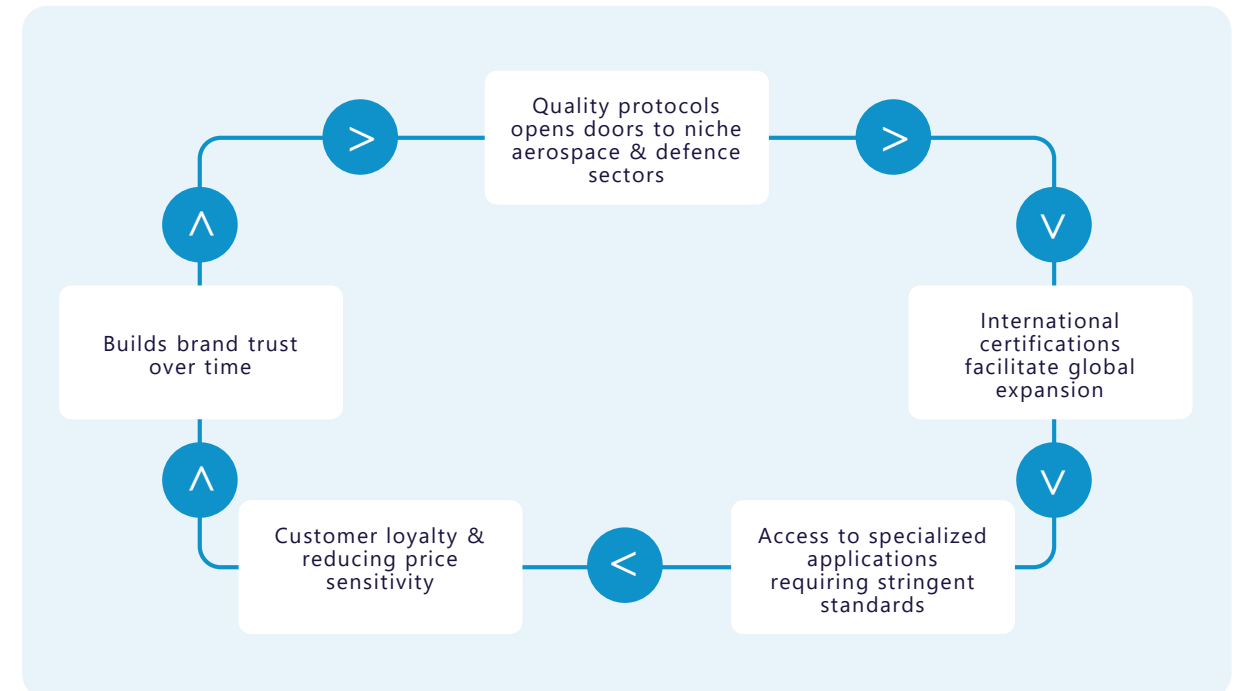 Quality protocols
opens doors to niche
aerospace & defence
sectors
International
certifications
facilitate global
expansion
Access to specialized
applications
requiring stringent
standards
Customer loyalty &
reducing price
sensitivity
Builds brand trust
over time